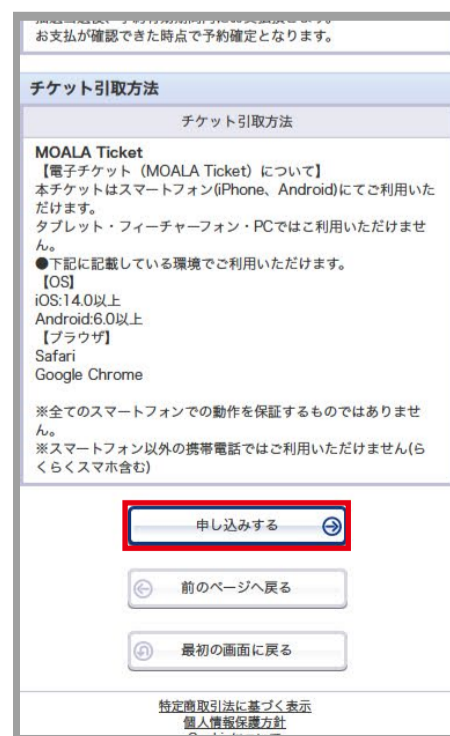 お支払が確認できた時点で予約確定となります。
チケット引取方法
チケット引取方法
MOALA Ticket
【電子チケット（MOALA Ticket）について】
本チケットはスマートフォン(iPhone、Android)にてご利用いた
だけます。
タブレット・フィーチャーフォン・PCではご利用いただけませ
ん。
●下記に記載している環境でご利用いただけます。
【OS】
iOS:14.0以上
Android:6.0以上
【ブラウザ】
Safari
Google Chrome
※全てのスマートフォンでの動作を保証するものではありませ
ん。
※スマートフォン以外の携帯電話ではご利用いただけません(ら
くらくスマホ含む)
申し込みする
前のページへ戻る
最初の画面に戻る
特定商取引法に基づく表示
個人情報保護方針